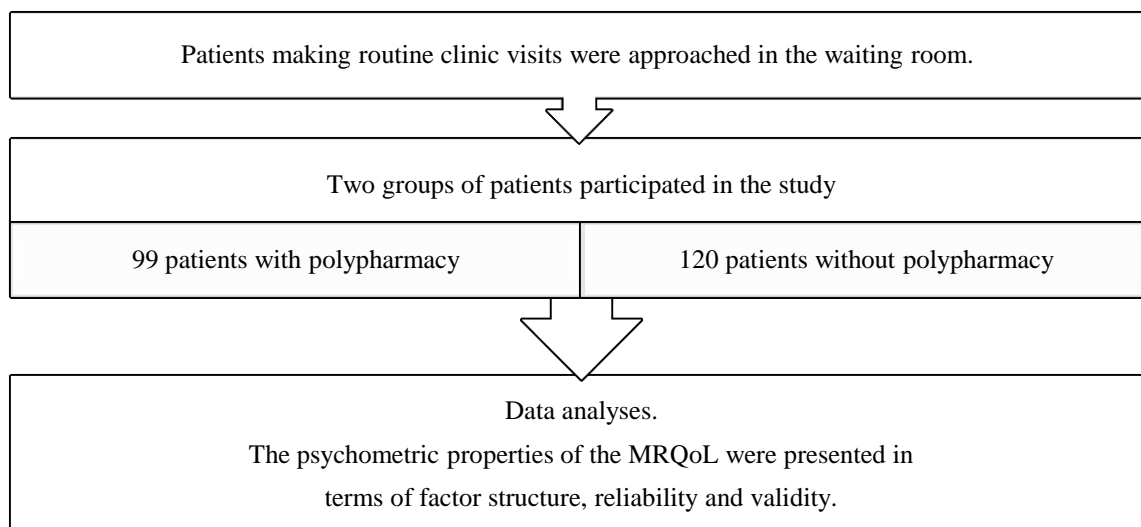 Patients making routine clinic visits were approached in the waiting room.
Two groups of patients participated in the study
99 patients with polypharmacy
120 patients without polypharmacy
Data analyses.
The psychometric properties of the MRQoL were presented in
terms of factor structure, reliability and validity.